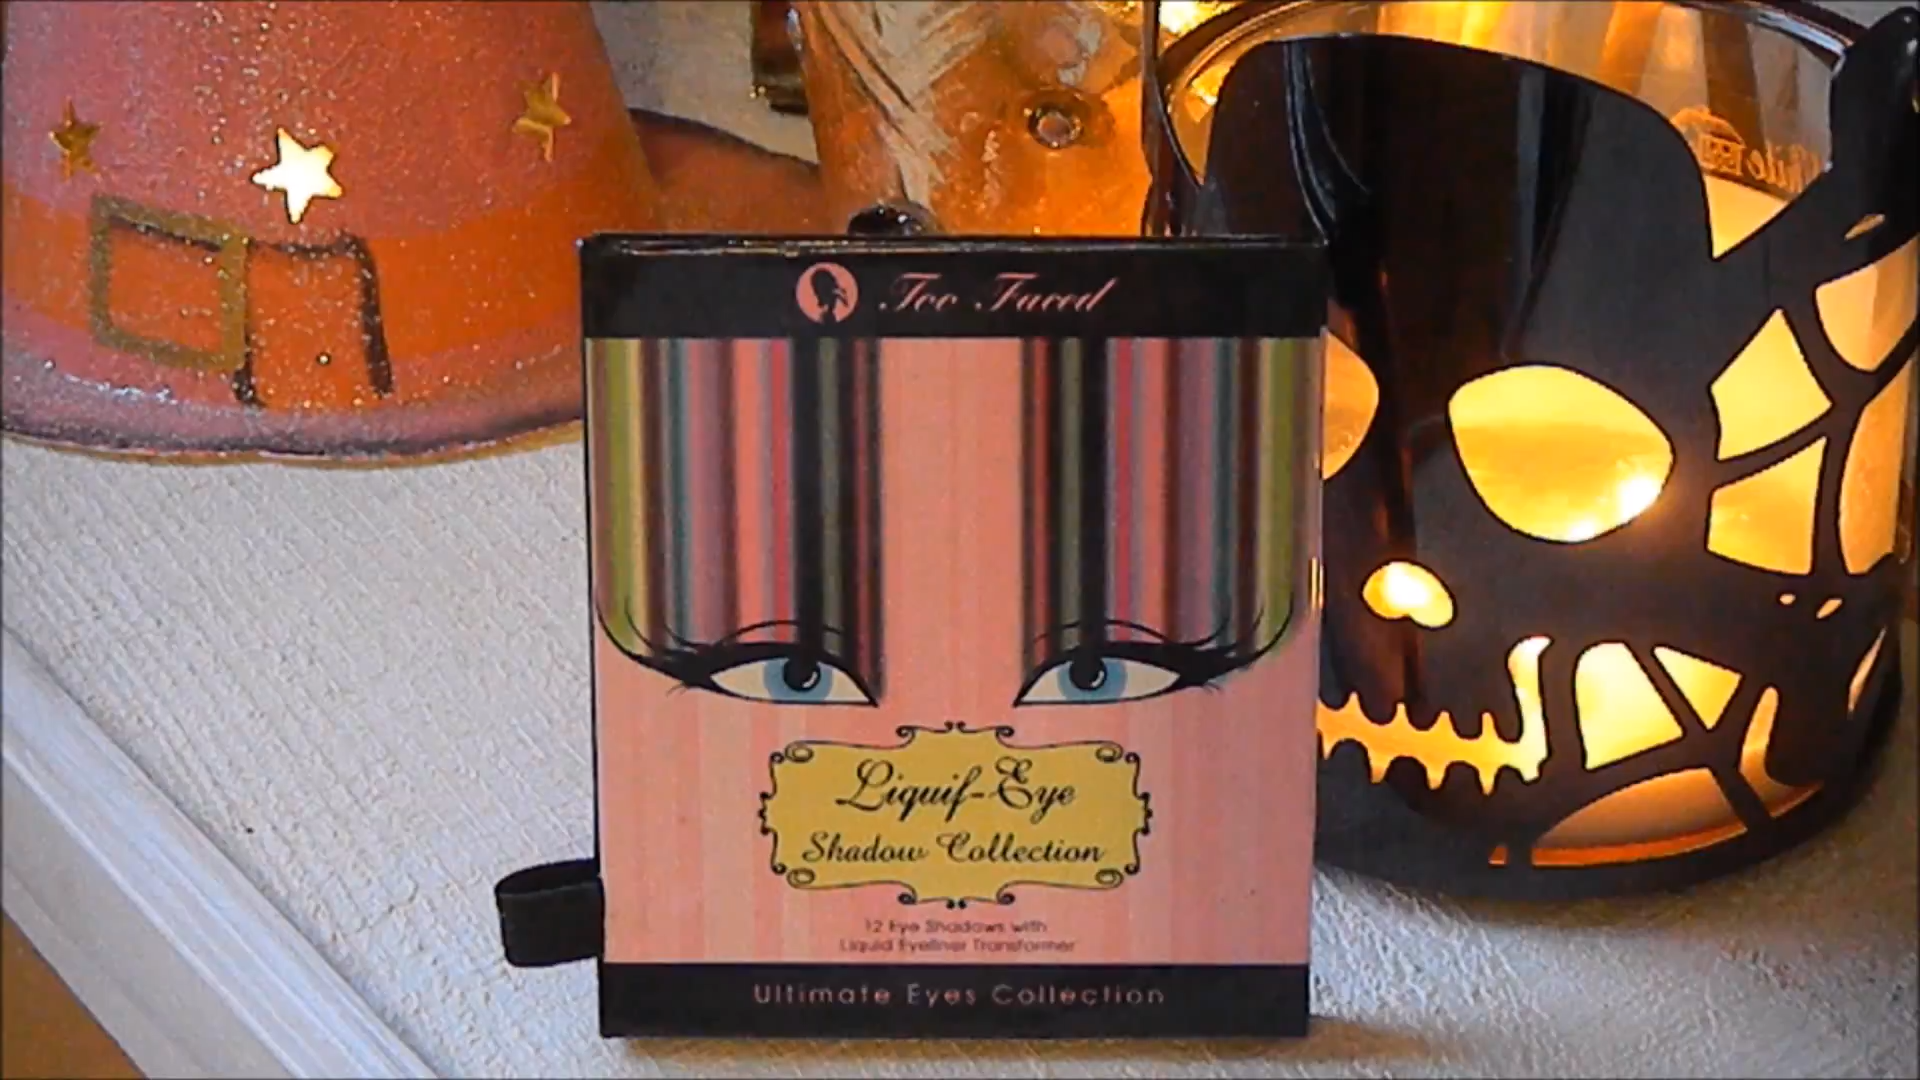 Too Faced
Liquif-Eye
Shadow Collection
12 Eye Shadows with
Liquid Eyeliner Transformer
Ultimate Eyes Collection